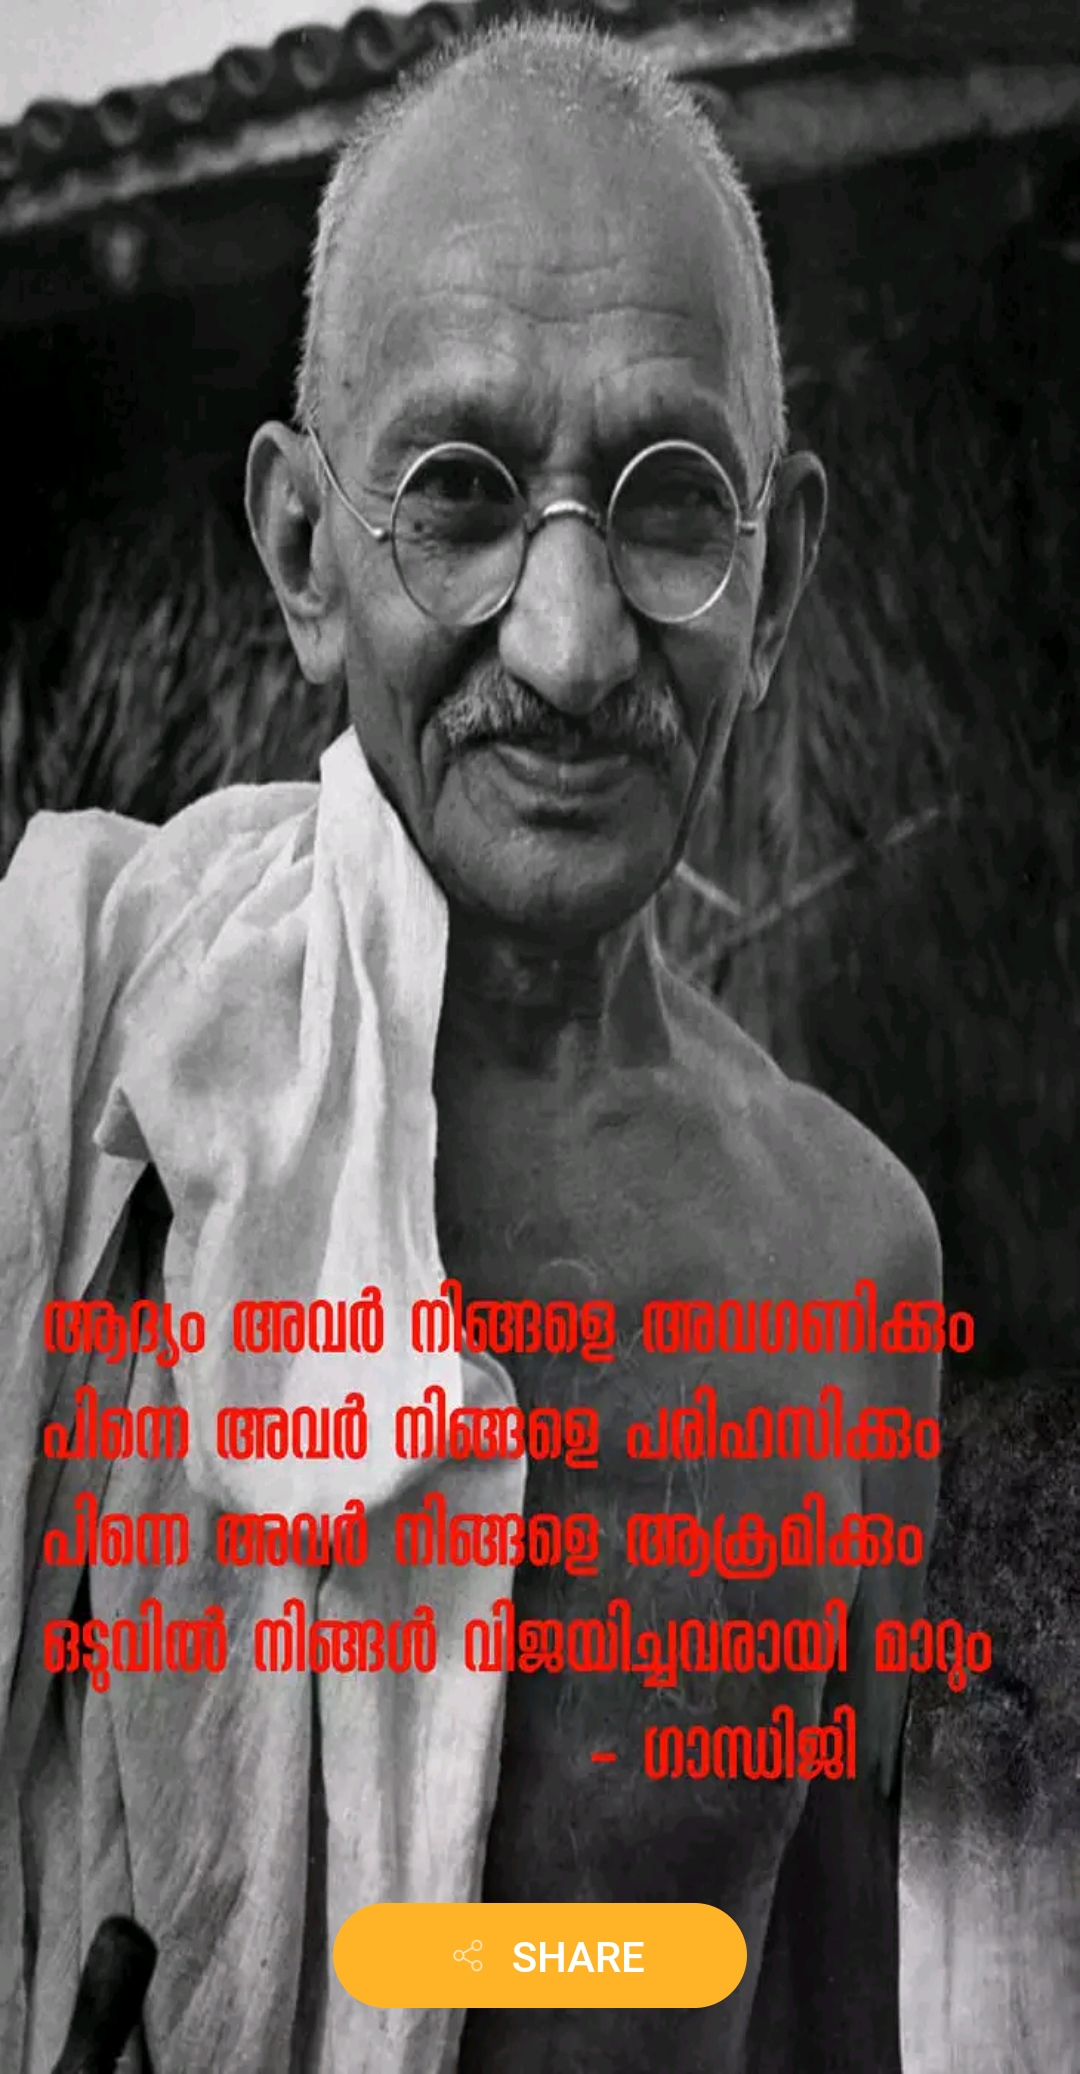 ആദ്യം അവർ നിങ്ങളെ അവഗണിക്കും
പിന്നെ അവർ നിങ്ങളെ പരിഹസിക്കും
പിന്നെ അവർ നിങ്ങളെ ആക്രമിക്കും
ഒടുവിൽ നിങ്ങൾ വിജയിച്ചവരായി മാറും
- ഗാന്ധിജി
SHARE